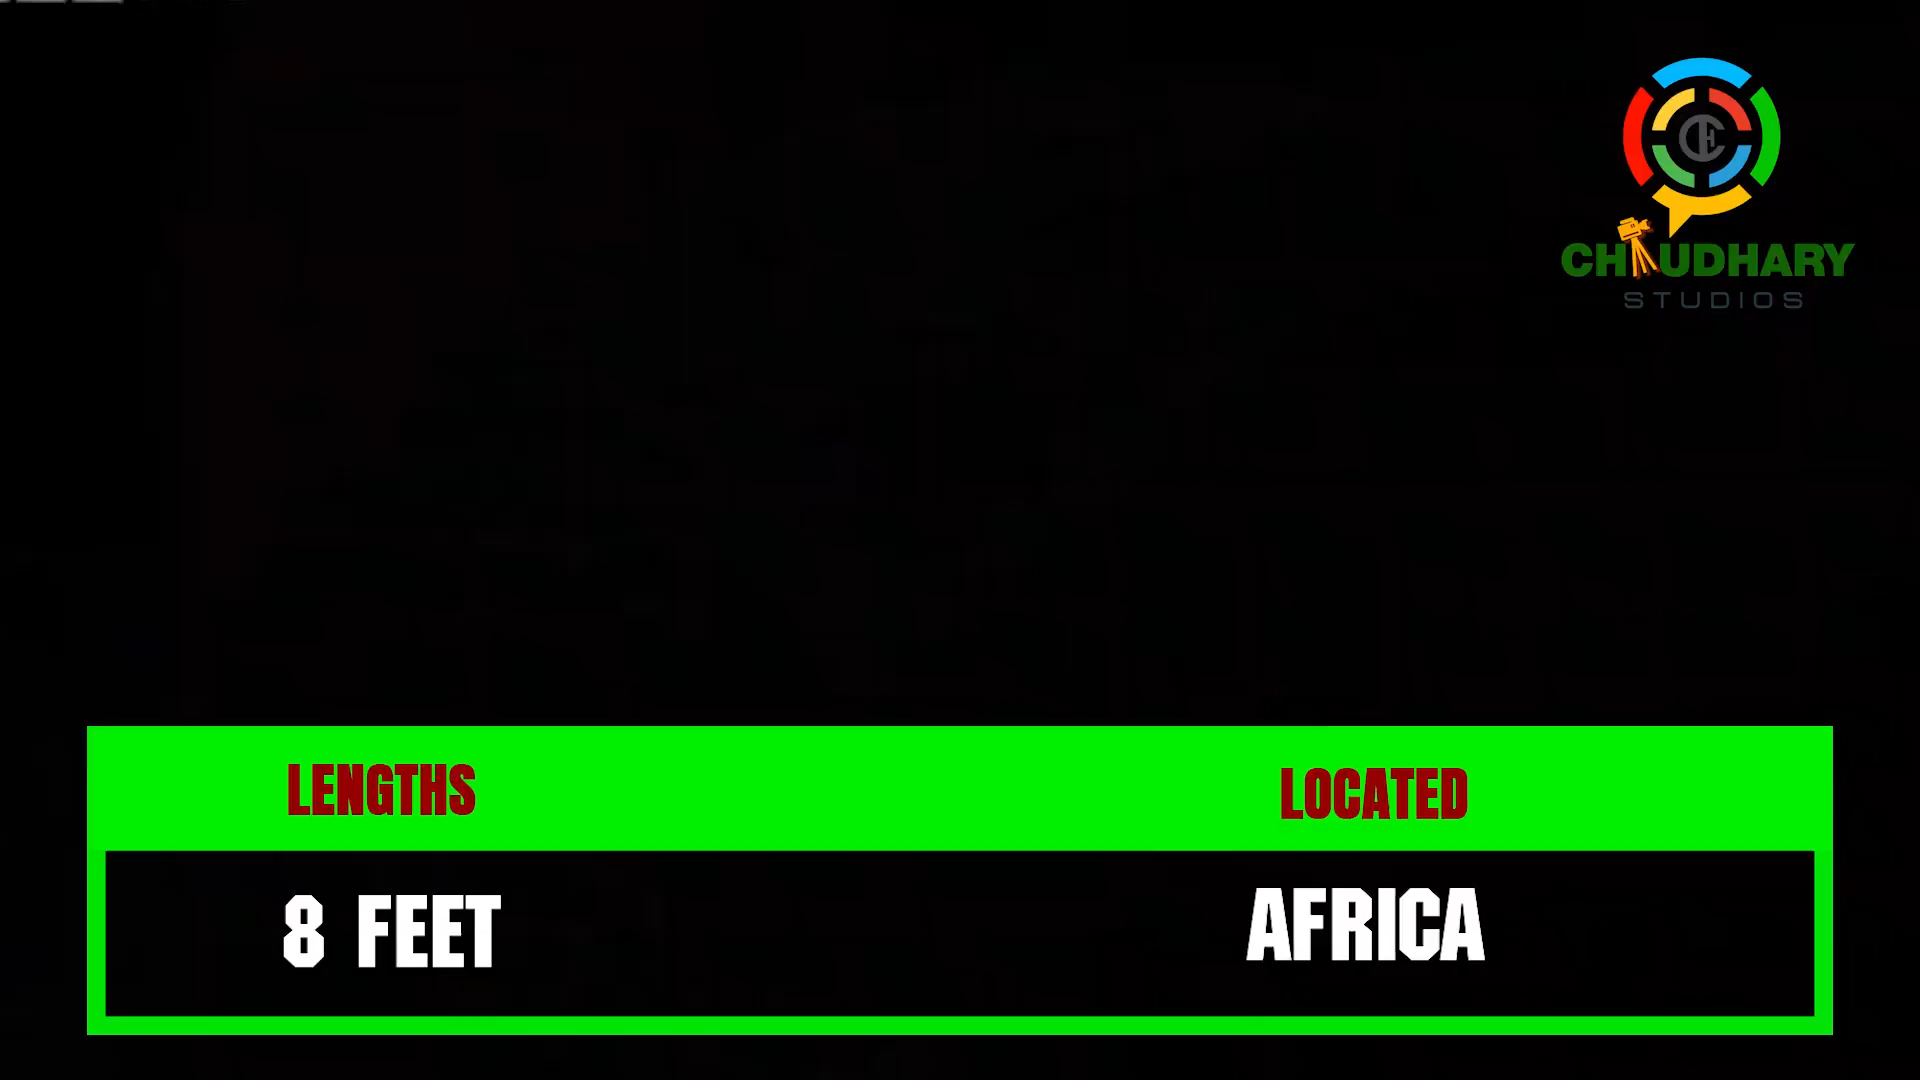 CHAUDHARY
STUDIOS
LENGTHS LOCATED
8 FEET AFRICA